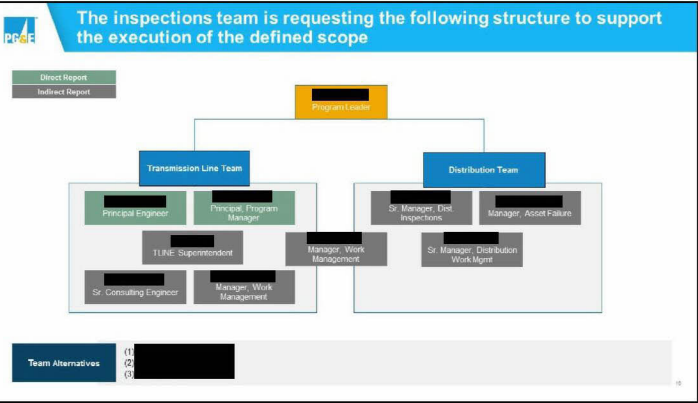 The inspections team is requesting the following structure to support
the execution of the defined scope
PG&E
Direct Report
Indirect Report
Program Leader
Transmission Line Team
Distribution Team
Principal Engineer
Principal, Program
Manager
Sr. Manager, Dist.
Inspections
Manager, Asset Failure
TLINE Superintendent
Manager, Work
Management
Sr. Manager, Distribution
Work Mgmt
Sr. Consulting Engineer
Manager, Work
Management
Team Alternatives
(1)
(2)
(3)